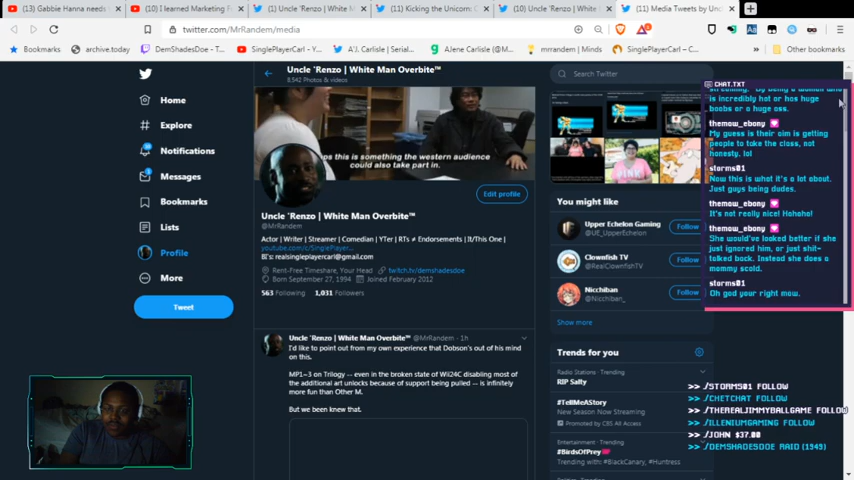 (13) Gabbie Hanna needs
(10) I learned Marketing F
(1) Uncle 'Renzo | White M
(11) Kicking the Unicorn: C
(10) Uncle 'Renzo | White
(11) Media Tweets by Unc
twitter.com/MrRandem/media
Bookmarks
archive.today
DemShadesDoe - Tw
SinglePlayerCarl - Yo
A.J. Carlisle | Serial...
AJene Carlisle (@M...
mrrandem | Minds
SinglePlayerCarl – C...
Other bookmarks
Home
Explore
Notifications
Messages
Bookmarks
Lists
Profile
More
Tweet
Uncle 'Renzo | White Man Overbite™
8,542 Photos & videos
ps this is something the western audience
could also take part in.
Edit profile
Uncle 'Renzo | White Man Overbite™
@MrRandem
Actor | Writer | Streamer | Comedian | YTer | RTs ≠ Endorsements | It/This One |
youtube.com/c/SinglePlayer...
BI's: realsingleplayercarl@gmail.com
Rent-Free Timeshare, Your Head
twitch.tv/demshadesdoe
Born September 27, 1994
Joined February 2012
563 Following
1,031 Followers
Uncle 'Renzo | White Man Overbite™ @MrRandem · 1h
I'd like to point out from my own experience that Dobson's out of his mind
on this.
MP1~3 on Trilogy -- even in the broken state of Wii24C disabling most of
the additional art unlocks because of support being pulled -- is infinitely
more fun than Other M.
But we been knew that.
Search Twitter
You might like
Upper Echelon Gaming
@UE_UpperEchelon
Follow
Clownfish TV
@RealClownfishTV
Follow
Nicchiban
@Nicchiban_
Follow
Show more
Trends for you
Radio Stations · Trending
RIP Salty
#TellMeAStory
New Season Now Streaming
Promoted by CBS All Access
Entertainment · Trending
#BirdsOfPrey
Trending with: #BlackCanary, #Huntress
CHAT.TXT
streaming. By being a women who
is incredibly hot or has huge
boobs or a huge ass.
themow_ebony
My guess is their aim is getting
people to take the class, not
honesty. lol
storms01
Now this is what it's a lot about.
Just guys being dudes.
themow_ebony
It's not really nice! Hahaha!
themow_ebony
She would've looked better if she
just ignored him, or just shit-
talked back. Instead she does a
mommy scold.
storms01
Oh god your right mow.
>> ./STORMS01 FOLLOW
>> ./CHETCHAT FOLLOW
>> ./THEREALJIMMYBALLGAME FOLLOW
>> ./ILLENIUMGAMING FOLLOW
>> ./JOHN $37.00
>> ./DEMSHADESDOE RAID (1949)